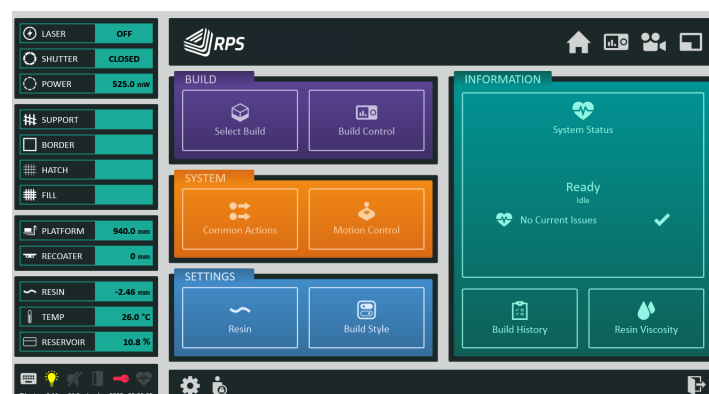 LASER OFF
SHUTTER CLOSED
POWER 525.0 mW
SUPPORT
BORDER
HATCH
FILL
PLATFORM 940.0 mm
RECOATER 0 mm
RESIN -2.46 mm
TEMP 26.0 °C
RESERVOIR 10.8 %
RPS
BUILD
Select Build
Build Control
SYSTEM
Common Actions
Motion Control
SETTINGS
Resin
Build Style
INFORMATION
System Status
Ready
Idle
No Current Issues
Build History
Resin Viscosity